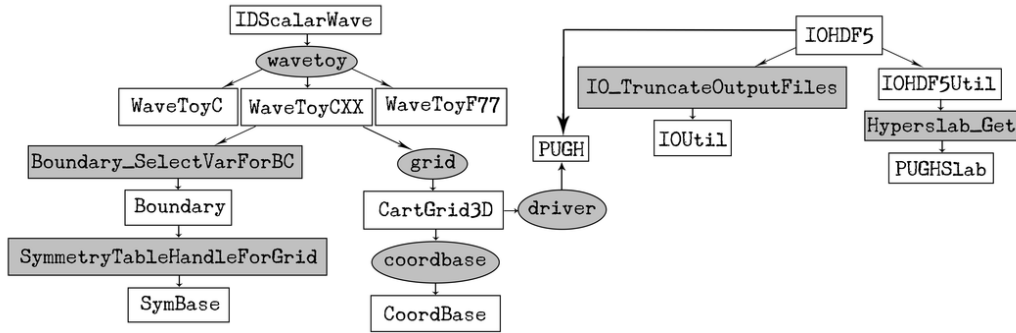 IDScalarWave
wavetoy
WaveToyC
WaveToyCXX
WaveToyF77
Boundary_SelectVarForBC
grid
Boundary
CartGrid3D
driver
PUGH
SymmetryTableHandleForGrid
coordbase
SymBase
CoordBase
IOHDF5
IO_TruncateOutputFiles
IOHDF5Util
IOUtil
Hyperslab_Get
PUGHSlab